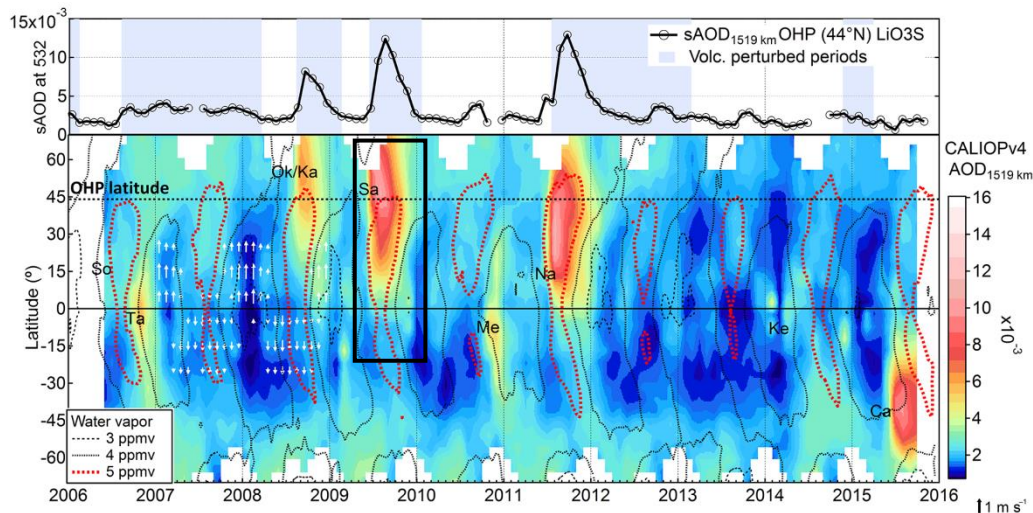 15x10⁻³
10
5
0
sAOD at 532
sAOD₁₅₁₉ ₖₘ OHP (44°N) LiO3S
Volc. perturbed periods
CALIOPv4
AOD₁₅₁₉ ₖₘ
60
45
30
15
0
-15
-30
-45
-60
Latitude (°)
OHP latitude
Ok/Ka
Sa
So
Ta
Na
I
Me
Ke
Ca
Water vapor
3 ppmv
4 ppmv
5 ppmv
16
14
12
10
8
6
4
2
x10⁻³
2006 2007 2008 2009 2010 2011 2012 2013 2014 2015 2016
1 m s⁻¹